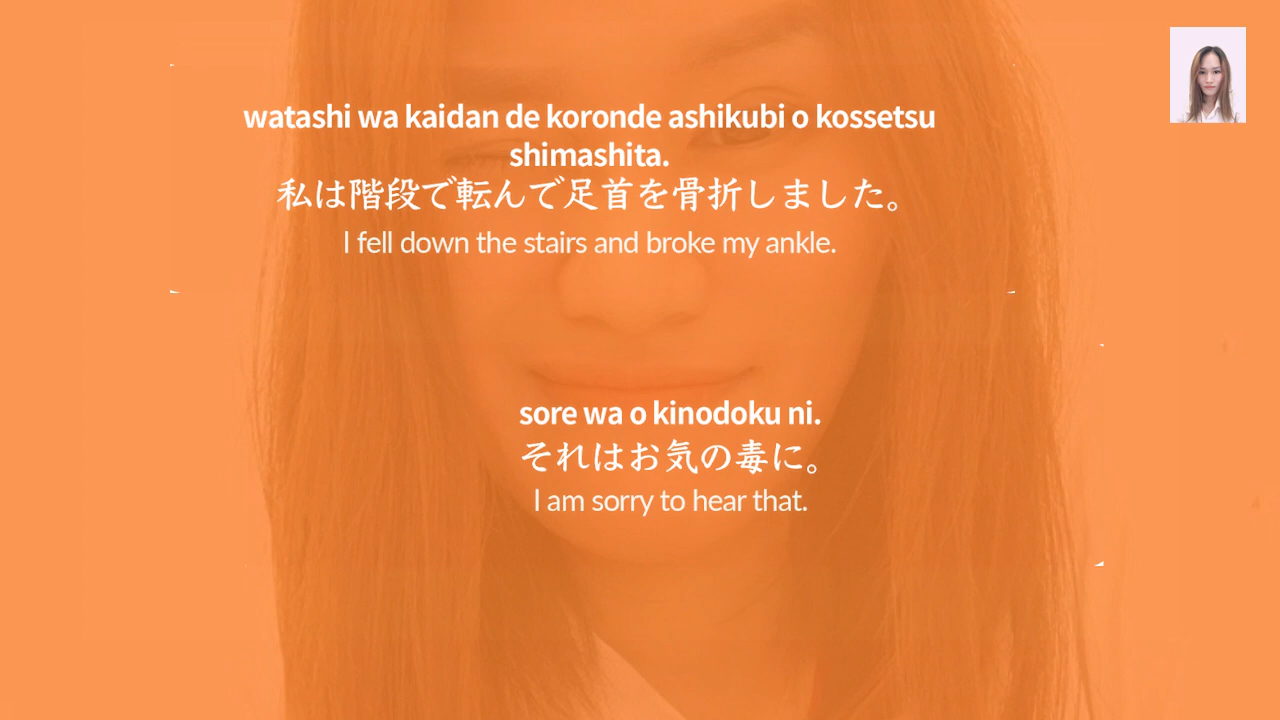 watashi wa kaidan de koronde ashikubi o kossetsu
shimashita.
私は階段で転んで足首を骨折しました。
I fell down the stairs and broke my ankle.
sore wa o kinodoku ni.
それはお気の毒に。
I am sorry to hear that.